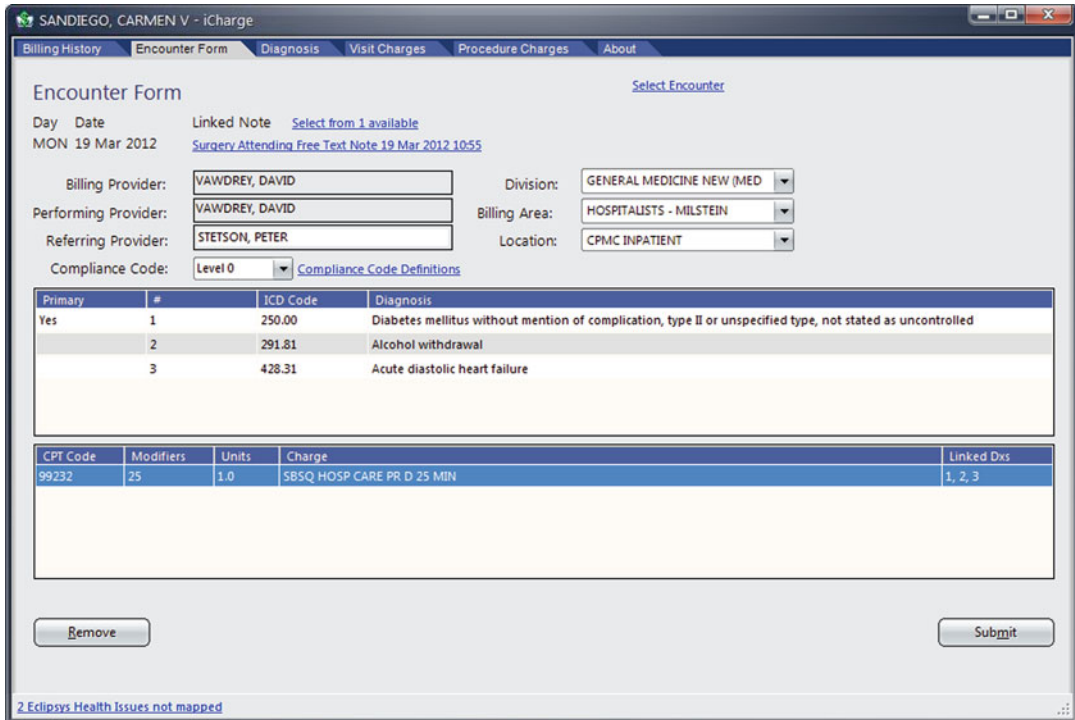 SANDIEGO, CARMEN V - iCharge
Billing History Encounter Form Diagnosis Visit Charges Procedure Charges About
Encounter Form
Select Encounter
Day Date Linked Note Select from 1 available
MON 19 Mar 2012 Surgery Attending Free Text Note 19 Mar 2012 10:55
Billing Provider: VAWDREY, DAVID Division: GENERAL MEDICINE NEW (MED
Performing Provider: VAWDREY, DAVID Billing Area: HOSPITALISTS - MILSTEIN
Referring Provider: STETSON, PETER Location: CPMC INPATIENT
Compliance Code: Level 0 Compliance Code Definitions
Primary # ICD Code Diagnosis
Yes 1 250.00 Diabetes mellitus without mention of complication, type II or unspecified type, not stated as uncontrolled
2 291.81 Alcohol withdrawal
3 428.31 Acute diastolic heart failure
CPT Code Modifiers Units Charge Linked Dxs
99232 25 1.0 SBSQ HOSP CARE PR D 25 MIN 1, 2, 3
Remove Submit
2 Eclipsys Health Issues not mapped